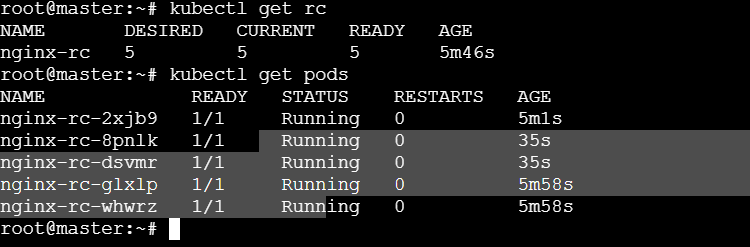 root@master:~# kubectl get rc
NAME       DESIRED   CURRENT   READY   AGE
nginx-rc   5         5         5       5m46s
root@master:~# kubectl get pods
NAME             READY   STATUS    RESTARTS   AGE
nginx-rc-2xjb9   1/1     Running   0          5m1s
nginx-rc-8pnlk   1/1     Running   0          35s
nginx-rc-dsvmr   1/1     Running   0          35s
nginx-rc-glxlp   1/1     Running   0          5m58s
nginx-rc-whwrz   1/1     Running   0          5m58s
root@master:~#